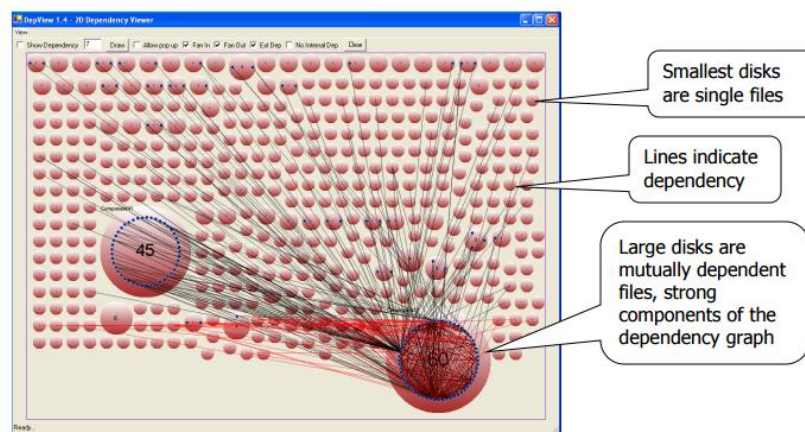 DepView 1.4 - 2D Dependency Viewer
View
Show Dependency 7 Draw Allow pop up Fan In Fan Out Ext Dep No Internal Dep Clear
45
6
60
Ready...
Smallest disks
are single files
Lines indicate
dependency
Large disks are
mutually dependent
files, strong
components of the
dependency graph